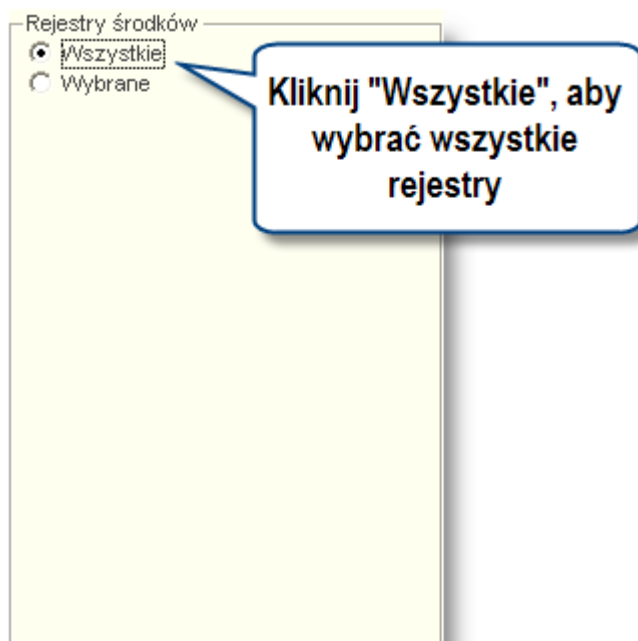 Rejestry środków
Wszystkie
Wybrane
Kliknij "Wszystkie", aby
wybrać wszystkie
rejestry